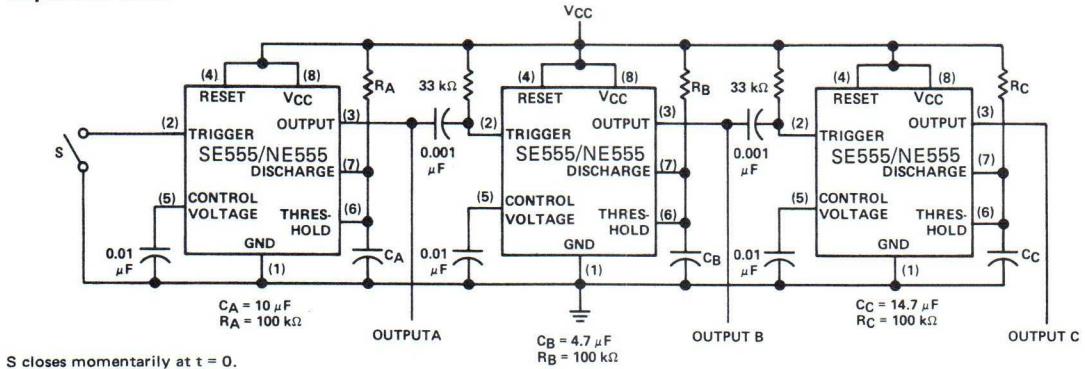 VCC
(4) (8)
RESET VCC
RA
33 kΩ
(2) TRIGGER
OUTPUT (3)
SE555/NE555
DISCHARGE (7)
S
(5) CONTROL VOLTAGE
THRES-
HOLD (6)
GND
(1)
0.01
μF
CA
CA = 10 μF
RA = 100 kΩ
0.001
μF
OUTPUT A
(4) (8)
RESET VCC
RB
33 kΩ
(2) TRIGGER
OUTPUT (3)
SE555/NE555
DISCHARGE (7)
(5) CONTROL VOLTAGE
THRES-
HOLD (6)
GND
(1)
0.01
μF
CB
CB = 4.7 μF
RB = 100 kΩ
0.001
μF
OUTPUT B
(4) (8)
RESET VCC
RC
(2) TRIGGER
OUTPUT (3)
SE555/NE555
DISCHARGE (7)
(5) CONTROL VOLTAGE
THRES-
HOLD (6)
GND
(1)
0.01
μF
CC
CC = 14.7 μF
RC = 100 kΩ
OUTPUT C
S closes momentarily at t = 0.